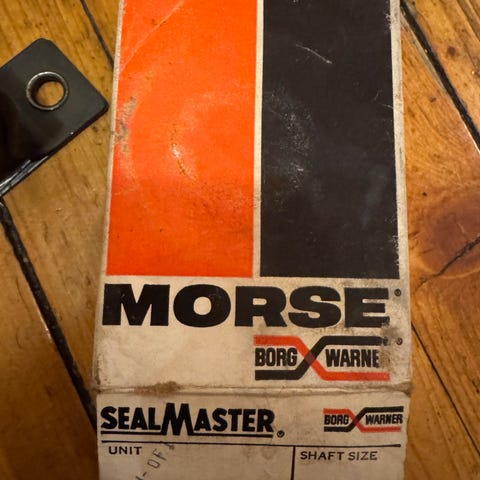 MORSE®
BORG WARNER®
SEALMASTER® BORG WARNER
UNIT SHAFT SIZE